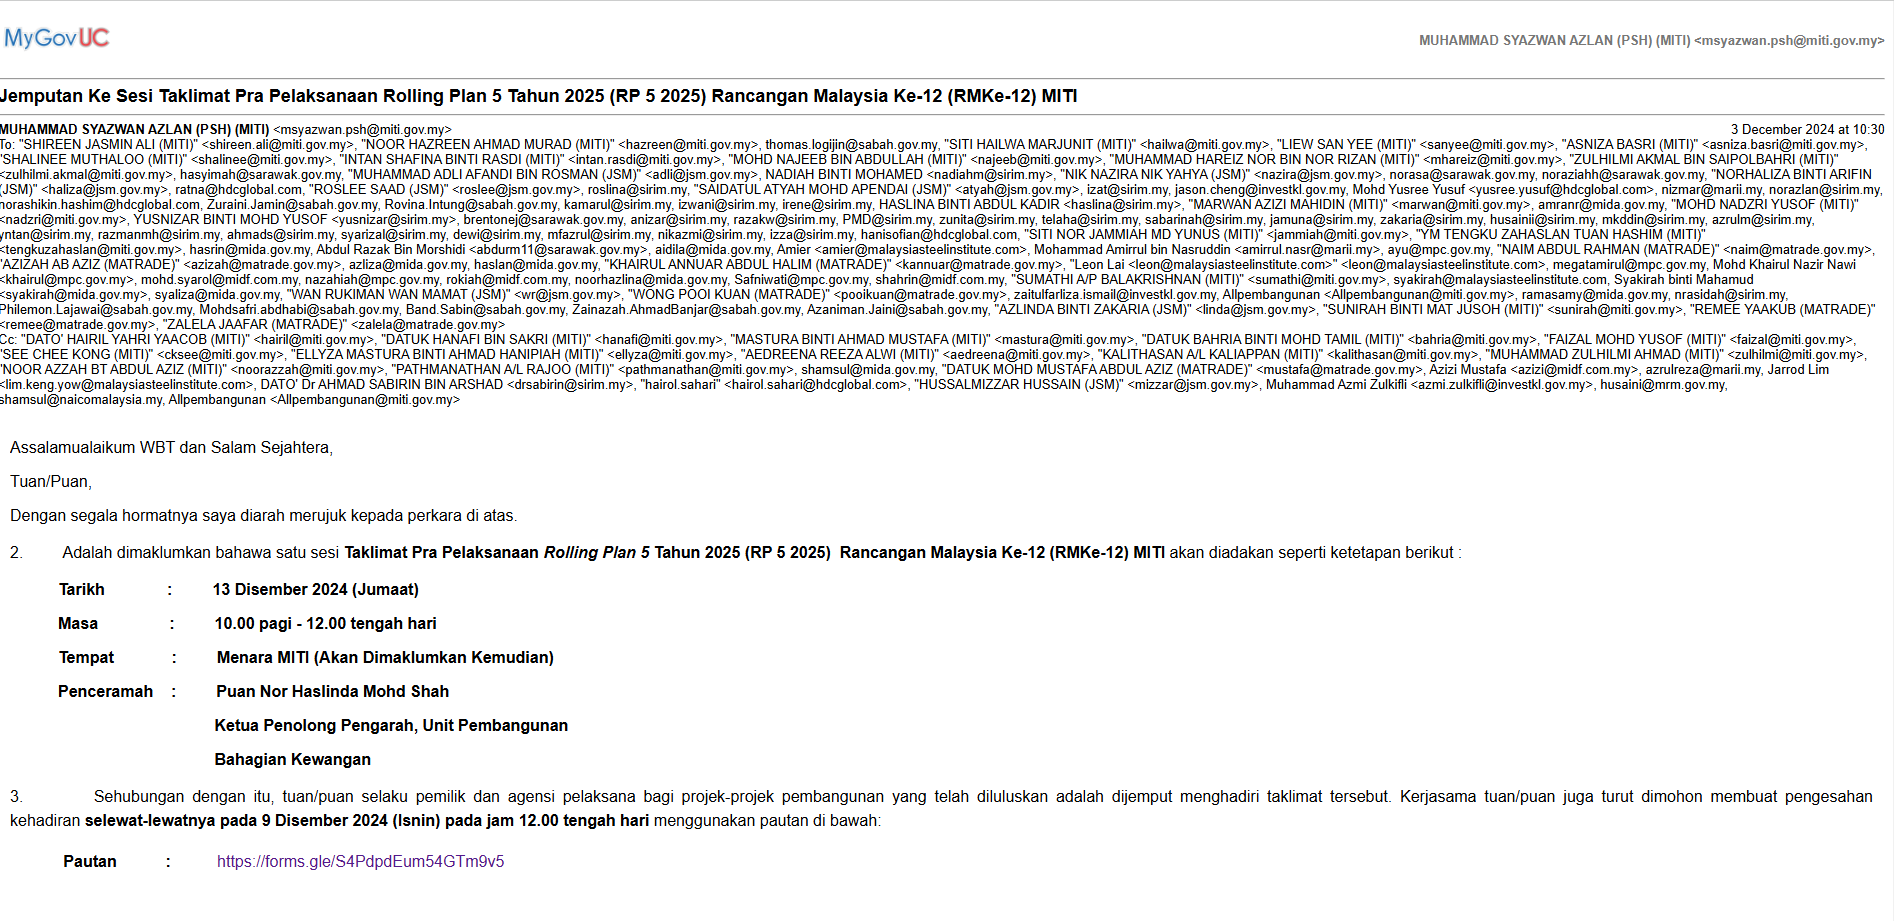 MyGovUC
MUHAMMAD SYAZWAN AZLAN (PSH) (MITI) <msyazwan.psh@miti.gov.my>
Jemputan Ke Sesi Taklimat Pra Pelaksanaan Rolling Plan 5 Tahun 2025 (RP 5 2025) Rancangan Malaysia Ke-12 (RMKe-12) MITI
MUHAMMAD SYAZWAN AZLAN (PSH) (MITI) <msyazwan.psh@miti.gov.my>
3 December 2024 at 10:30
To: "SHIREEN JASMIN ALI (MITI)" <shireen.ali@miti.gov.my>, "NOOR HAZREEN AHMAD MURAD (MITI)" <hazreen@miti.gov.my>, thomas.logijin@sabah.gov.my, "SITI HAILWA MARJUNIT (MITI)" <hailwa@miti.gov.my>, "LIEW SAN YEE (MITI)" <sanyee@miti.gov.my>, "ASNIZA BASRI (MITI)" <asniza.basri@miti.gov.my>,
"SHALINEE MUTHALOO (MITI)" <shalinee@miti.gov.my>, "INTAN SHAFINA BINTI RASDI (MITI)" <intan.rasdi@miti.gov.my>, "MOHD NAJEEB BIN ABDULLAH (MITI)" <najeeb@miti.gov.my>, "MUHAMMAD HAREIZ NOR BIN NOR RIZAN (MITI)" <mhareiz@miti.gov.my>, "ZULHILMI AKMAL BIN SAIPOLBAHRI (MITI)"
<zulhilmi.akmal@miti.gov.my>, hasyimah@sarawak.gov.my, "MUHAMMAD ADLI AFANDI BIN ROSMAN (JSM)" <adli@jsm.gov.my>, NADIAH BINTI MOHAMED <nadiahm@sirim.my>, "NIK NAZIRA NIK YAHYA (JSM)" <nazira@jsm.gov.my>, norasa@sarawak.gov.my, noraziahh@sarawak.gov.my, "NORHALIZA BINTI ARIFIN
(JSM)" <haliza@jsm.gov.my>, ratna@hdcglobal.com, "ROSLEE SAAD (JSM)" <roslee@jsm.gov.my>, roslina@sirim.my, "SAIDATUL ATYAH MOHD APENDAI (JSM)" <atyah@jsm.gov.my>, izat@sirim.my, jason.cheng@investkl.gov.my, Mohd Yusree Yusuf <yusree.yusuf@hdcglobal.com>, nizmar@marii.my, norazlan@sirim.my,
norashikin.hashim@hdcglobal.com, Zuraini.Jamin@sabah.gov.my, Rovina.Intung@sabah.gov.my, kamarul@sirim.my, izwani@sirim.my, irene@sirim.my, HASLINA BINTI ABDUL KADIR <haslina@sirim.my>, "MARWAN AZIZI MAHIDIN (MITI)" <marwan@miti.gov.my>, amranr@mida.gov.my, "MOHD NADZRI YUSOF (MITI)"
<nadzri@miti.gov.my>, YUSNIZAR BINTI MOHD YUSOF <yusnizar@sirim.my>, brentonej@sarawak.gov.my, anizar@sirim.my, razakw@sirim.my, PMD@sirim.my, zunita@sirim.my, telaha@sirim.my, sabarinah@sirim.my, jamuna@sirim.my, zakaria@sirim.my, husainii@sirim.my, mkddin@sirim.my, azrulm@sirim.my,
yntan@sirim.my, razmanmh@sirim.my, ahmads@sirim.my, syarizal@sirim.my, dewi@sirim.my, mfazrul@sirim.my, nikazmi@sirim.my, izza@sirim.my, hanisofian@hdcglobal.com, "SITI NOR JAMMIAH MD YUNUS (MITI)" <jammiah@miti.gov.my>, "YM TENGKU ZAHASLAN TUAN HASHIM (MITI)"
<tengkuzahaslan@miti.gov.my>, hasrin@mida.gov.my, Abdul Razak Bin Morshidi <abdurm11@sarawak.gov.my>, aidila@mida.gov.my, Amier <amier@malaysiasteelinstitute.com>, Mohammad Amirrul bin Nasruddin <amirrul.nasr@marii.my>, ayu@mpc.gov.my, "NAIM ABDUL RAHMAN (MATRADE)" <naim@matrade.gov.my>,
"AZIZAH AB AZIZ (MATRADE)" <azizah@matrade.gov.my>, azliza@mida.gov.my, haslan@mida.gov.my, "KHAIRUL ANNUAR ABDUL HALIM (MATRADE)" <kannuar@matrade.gov.my>, "Leon Lai <leon@malaysiasteelinstitute.com>" <leon@malaysiasteelinstitute.com>, megatamirul@mpc.gov.my, Mohd Khairul Nazir Nawi
<khairul@mpc.gov.my>, mohd.syarol@midf.com.my, nazahiah@mpc.gov.my, rokiah@midf.com.my, noorhazlina@mida.gov.my, Safniwati@mpc.gov.my, shahrin@midf.com.my, "SUMATHI A/P BALAKRISHNAN (MITI)" <sumathi@miti.gov.my>, syakirah@malaysiasteelinstitute.com, Syakirah binti Mahamud
<syakirah@mida.gov.my>, syaliza@mida.gov.my, "WAN RUKIMAN WAN MAMAT (JSM)" <wr@jsm.gov.my>, "WONG POOI KUAN (MATRADE)" <pooikuan@matrade.gov.my>, zaitulfarliza.ismail@investkl.gov.my, Allpembangunan <Allpembangunan@miti.gov.my>, ramasamy@mida.gov.my, nrasidah@sirim.my,
Philemon.Lajawai@sabah.gov.my, Mohdsafri.abdhabi@sabah.gov.my, Band.Sabin@sabah.gov.my, Zainazah.AhmadBanjar@sabah.gov.my, Azaniman.Jaini@sabah.gov.my, "AZLINDA BINTI ZAKARIA (JSM)" <linda@jsm.gov.my>, "SUNIRAH BINTI MAT JUSOH (MITI)" <sunirah@miti.gov.my>, "REMEE YAAKUB (MATRADE)"
<remee@matrade.gov.my>, "ZALELA JAAFAR (MATRADE)" <zalela@matrade.gov.my>
Cc: "DATO' HAIRIL YAHRI YAACOB (MITI)" <hairil@miti.gov.my>, "DATUK HANAFI BIN SAKRI (MITI)" <hanafi@miti.gov.my>, "MASTURA BINTI AHMAD MUSTAFA (MITI)" <mastura@miti.gov.my>, "DATUK BAHRIA BINTI MOHD TAMIL (MITI)" <bahria@miti.gov.my>, "FAIZAL MOHD YUSOF (MITI)" <faizal@miti.gov.my>,
"SEE CHEE KONG (MITI)" <cksee@miti.gov.my>, "ELLYZA MASTURA BINTI AHMAD HANIPIAH (MITI)" <ellyza@miti.gov.my>, "AEDREENA REEZA ALWI (MITI)" <aedreena@miti.gov.my>, "KALITHASAN A/L KALIAPPAN (MITI)" <kalithasan@miti.gov.my>, "MUHAMMAD ZULHILMI AHMAD (MITI)" <zulhilmi@miti.gov.my>,
"NOOR AZZAH BT ABDUL AZIZ (MITI)" <noorazzah@miti.gov.my>, "PATHMANATHAN A/L RAJOO (MITI)" <pathmanathan@miti.gov.my>, shamsul@mida.gov.my, "DATUK MOHD MUSTAFA ABDUL AZIZ (MATRADE)" <mustafa@matrade.gov.my>, Azizi Mustafa <azizi@midf.com.my>, azrulreza@marii.my, Jarrod Lim
<lim.keng.yow@malaysiasteelinstitute.com>, DATO' Dr AHMAD SABIRIN BIN ARSHAD <drsabirin@sirim.my>, "hairol.sahari" <hairol.sahari@hdcglobal.com>, "HUSSALMIZZAR HUSSAIN (JSM)" <mizzar@jsm.gov.my>, Muhammad Azmi Zulkifli <azmi.zulkifli@investkl.gov.my>, husaini@mrm.gov.my,
shamsul@naicomalaysia.my, Allpembangunan <Allpembangunan@miti.gov.my>
Assalamualaikum WBT dan Salam Sejahtera,
Tuan/Puan,
Dengan segala hormatnya saya diarah merujuk kepada perkara di atas.
2. Adalah dimaklumkan bahawa satu sesi Taklimat Pra Pelaksanaan Rolling Plan 5 Tahun 2025 (RP 5 2025) Rancangan Malaysia Ke-12 (RMKe-12) MITI akan diadakan seperti ketetapan berikut :
Tarikh : 13 Disember 2024 (Jumaat)
Masa : 10.00 pagi - 12.00 tengah hari
Tempat : Menara MITI (Akan Dimaklumkan Kemudian)
Penceramah : Puan Nor Haslinda Mohd Shah
Ketua Penolong Pengarah, Unit Pembangunan
Bahagian Kewangan
3. Sehubungan dengan itu, tuan/puan selaku pemilik dan agensi pelaksana bagi projek-projek pembangunan yang telah diluluskan adalah dijemput menghadiri taklimat tersebut. Kerjasama tuan/puan juga turut dimohon membuat pengesahan
kehadiran selewat-lewatnya pada 9 Disember 2024 (Isnin) pada jam 12.00 tengah hari menggunakan pautan di bawah:
Pautan : https://forms.gle/S4PdpdEum54GTm9v5